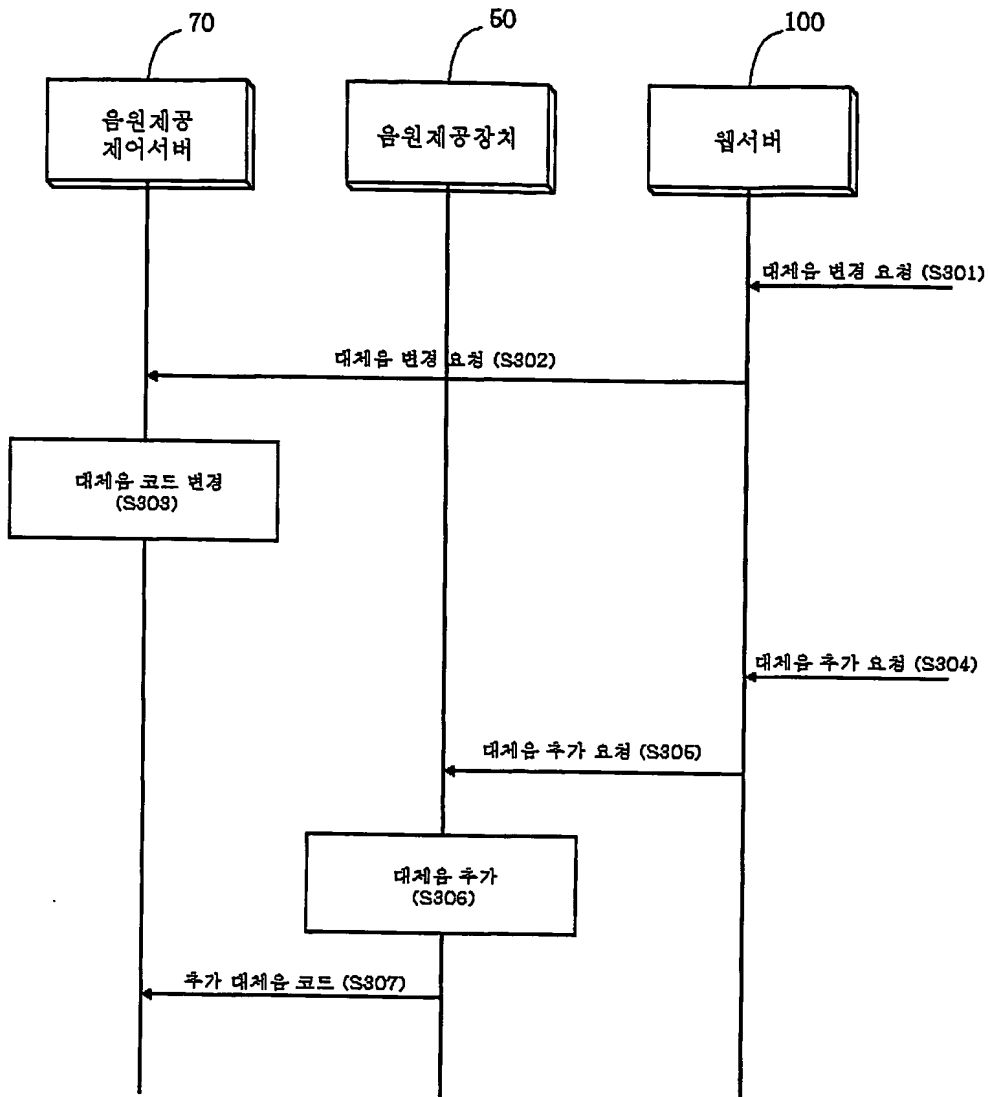 70
50
100
음원제공
제어서버
음원제공장치
웹서버
대체음 변경 요청 (S301)
대체음 변경 요청 (S302)
대체음 코드 변경
(S303)
대체음 추가 요청 (S304)
대체음 추가 요청 (S305)
대체음 추가
(S306)
추가 대체음 코드 (S307)